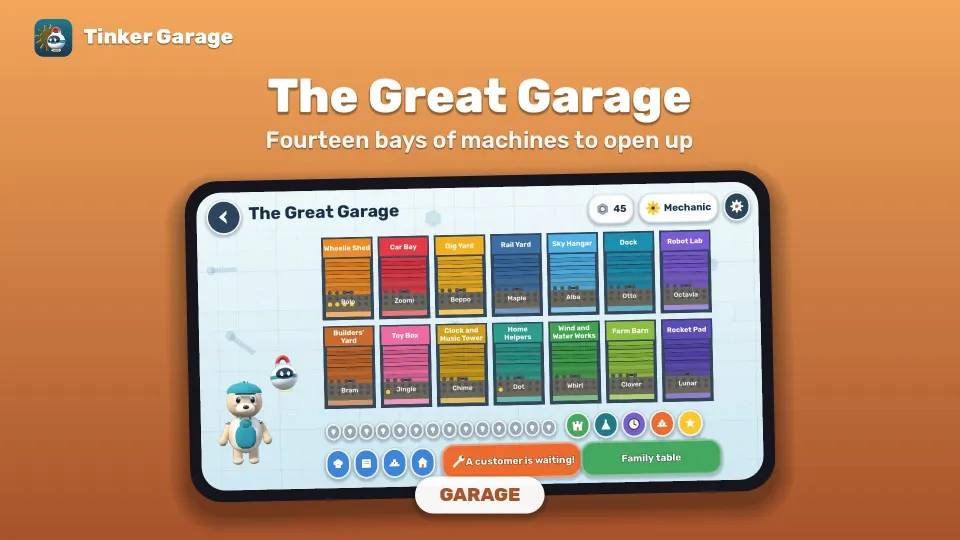 Tinker Garage
The Great Garage
Fourteen bays of machines to open up
The Great Garage
45
Mechanic
Wheelie Shed
Car Bay
Dig Yard
Rail Yard
Sky Hangar
Dock
Robot Lab
Bolo
Zoomi
Beppo
Maple
Alba
Otto
Octavia
Builders'
Yard
Toy Box
Clock and
Music Tower
Home
Helpers
Wind and
Water Works
Farm Barn
Rocket Pad
Bram
Jingle
Chime
Dot
Whirl
Clover
Lunar
A customer is waiting!
Family table
GARAGE